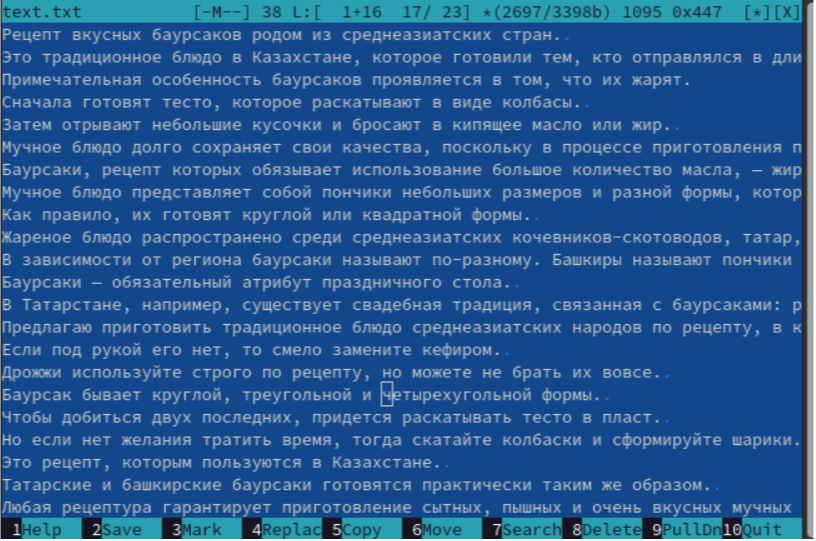 text.txt [-M--] 38 L:[ 1+16 17/ 23] *(2697/3398b) 1095 0x447 [*][X]
Рецепт вкусных баурсаков родом из среднеазиатских стран..
Это традиционное блюдо в Казахстане, которое готовили тем, кто отправлялся в дли
Примечательная особенность баурсаков проявляется в том, что их жарят.
Сначала готовят тесто, которое раскатывают в виде колбасы..
Затем отрывают небольшие кусочки и бросают в кипящее масло или жир..
Мучное блюдо долго сохраняет свои качества, поскольку в процессе приготовления п
Баурсаки, рецепт которых обязывает использование большое количество масла, — жир
Мучное блюдо представляет собой пончики небольших размеров и разной формы, котор
Как правило, их готовят круглой или квадратной формы..
Жареное блюдо распространено среди среднеазиатских кочевников-скотоводов, татар,
В зависимости от региона баурсаки называют по-разному. Башкиры называют пончики
Баурсаки — обязательный атрибут праздничного стола..
В Татарстане, например, существует свадебная традиция, связанная с баурсаками: р
Предлагаю приготовить традиционное блюдо среднеазиатских народов по рецепту, в к
Если под рукой его нет, то смело замените кефиром..
Дрожжи используйте строго по рецепту, но можете не брать их вовсе..
Баурсак бывает круглой, треугольной и четырехугольной формы..
Чтобы добиться двух последних, придется раскатывать тесто в пласт..
Но если нет желания тратить время, тогда скатайте колбаски и сформируйте шарики.
Это рецепт, которым пользуются в Казахстане..
Татарские и башкирские баурсаки готовятся практически таким же образом..
Любая рецептура гарантирует приготовление сытных, пышных и очень вкусных мучных
1Help 2Save 3Mark 4Replac 5Copy 6Move 7Search 8Delete 9PullDn 10Quit